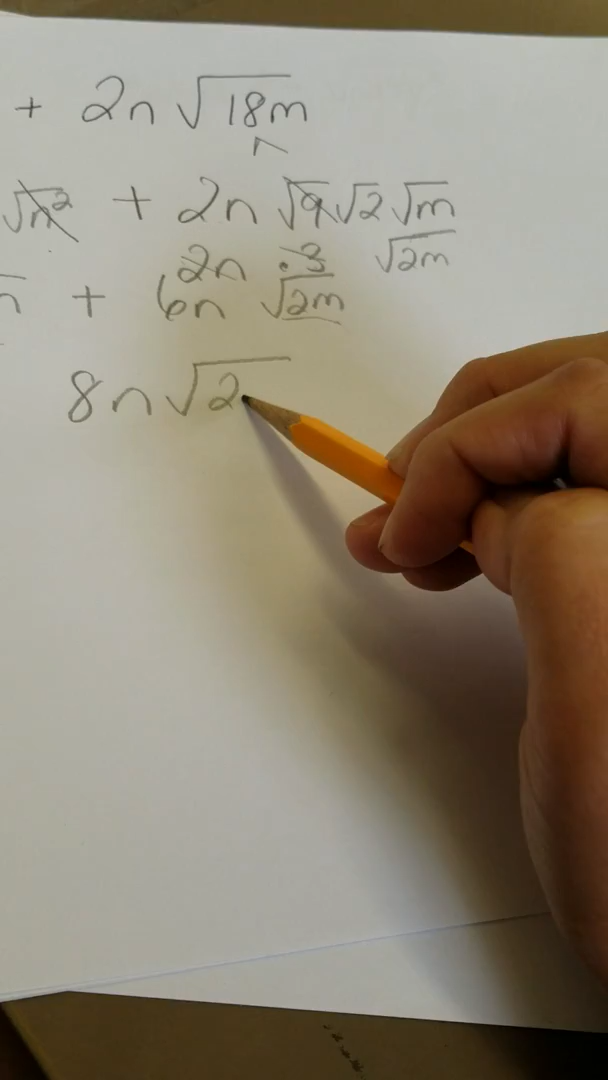 + 2n √18m
√n² + 2n √9 √2 √m
2n · 3 √2m
n + 6n √2m
8n √2